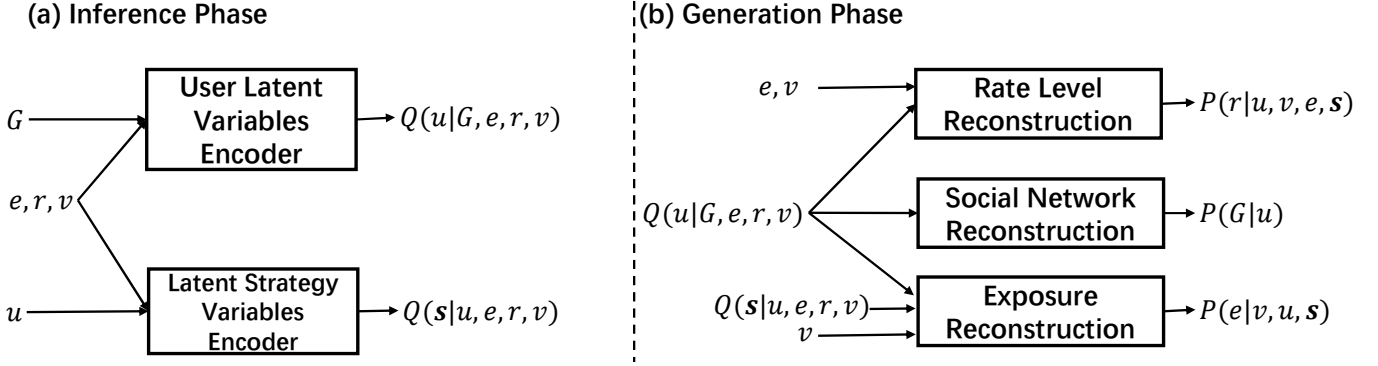 (a) Inference Phase
G
e, r, v
u
User Latent
Variables
Encoder
Q(u|G, e, r, v)
Latent Strategy
Variables
Encoder
Q(s|u, e, r, v)
(b) Generation Phase
e, v
Q(u|G, e, r, v)
Q(s|u, e, r, v)
v
Rate Level
Reconstruction
P(r|u, v, e, s)
Social Network
Reconstruction
P(G|u)
Exposure
Reconstruction
P(e|v, u, s)